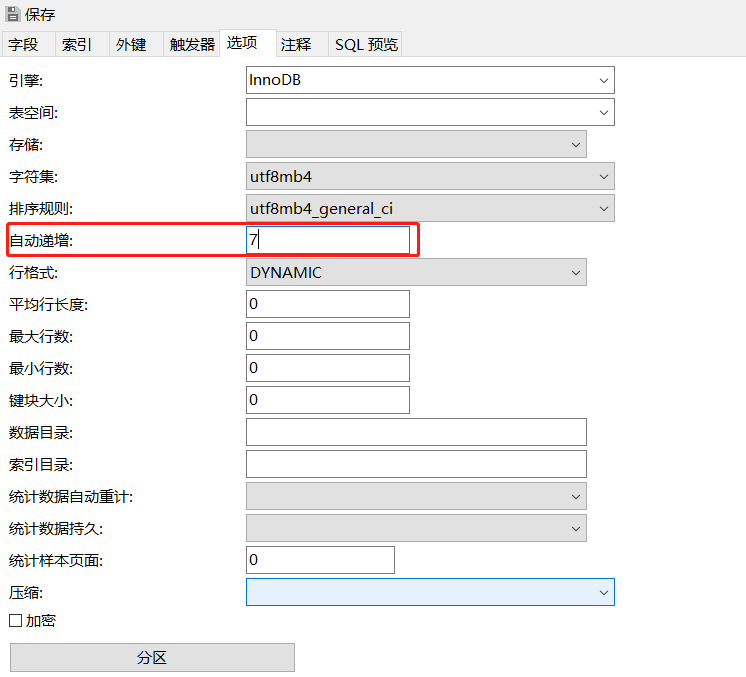 保存
字段 索引 外键 触发器 选项 注释 SQL 预览
引擎: InnoDB
表空间:
存储:
字符集: utf8mb4
排序规则: utf8mb4_general_ci
自动递增: 7
行格式: DYNAMIC
平均行长度: 0
最大行数: 0
最小行数: 0
键块大小: 0
数据目录:
索引目录:
统计数据自动重计:
统计数据持久:
统计样本页面: 0
压缩:
加密
分区